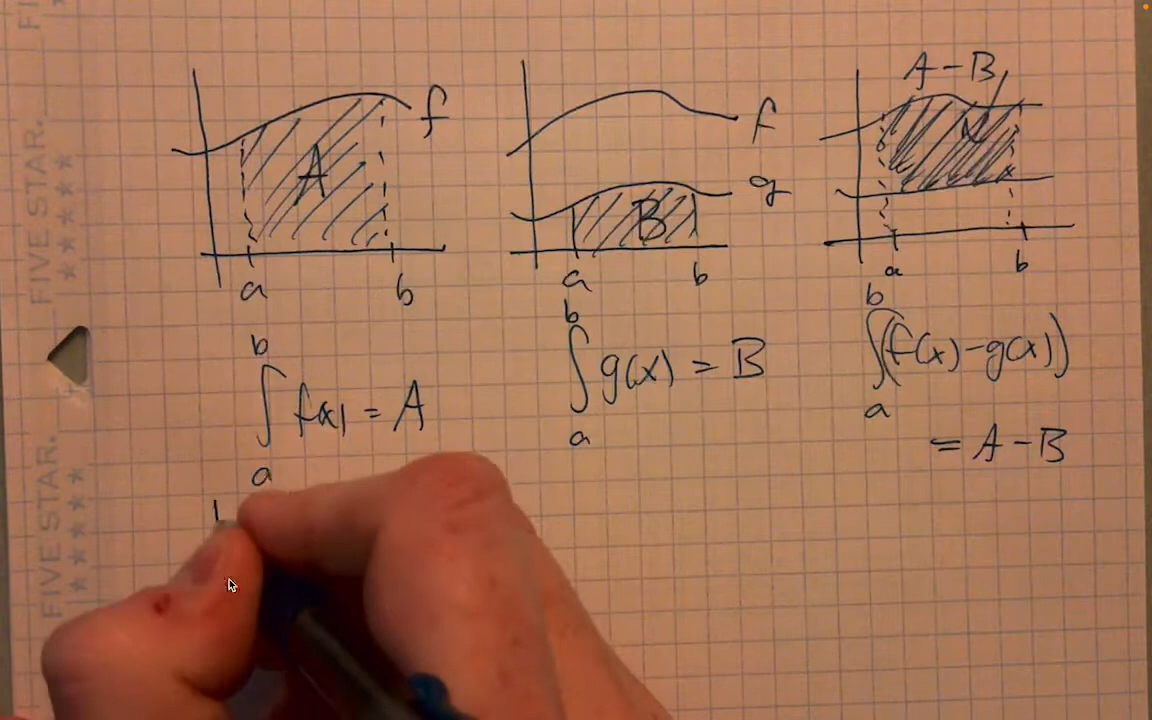 FIVE STAR.
FIVE STAR.
f
A
a
b
b
∫ f(x) = A
a
f
g
B
a
b
b
∫ g(x) = B
a
A-B
a
b
b
∫(f(x)-g(x))
a
= A-B